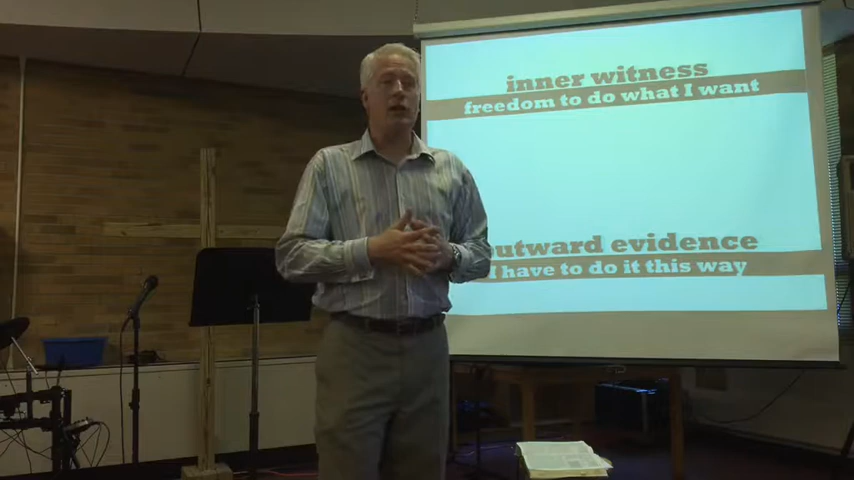 inner witness
freedom to do what I want
outward evidence
I have to do it this way